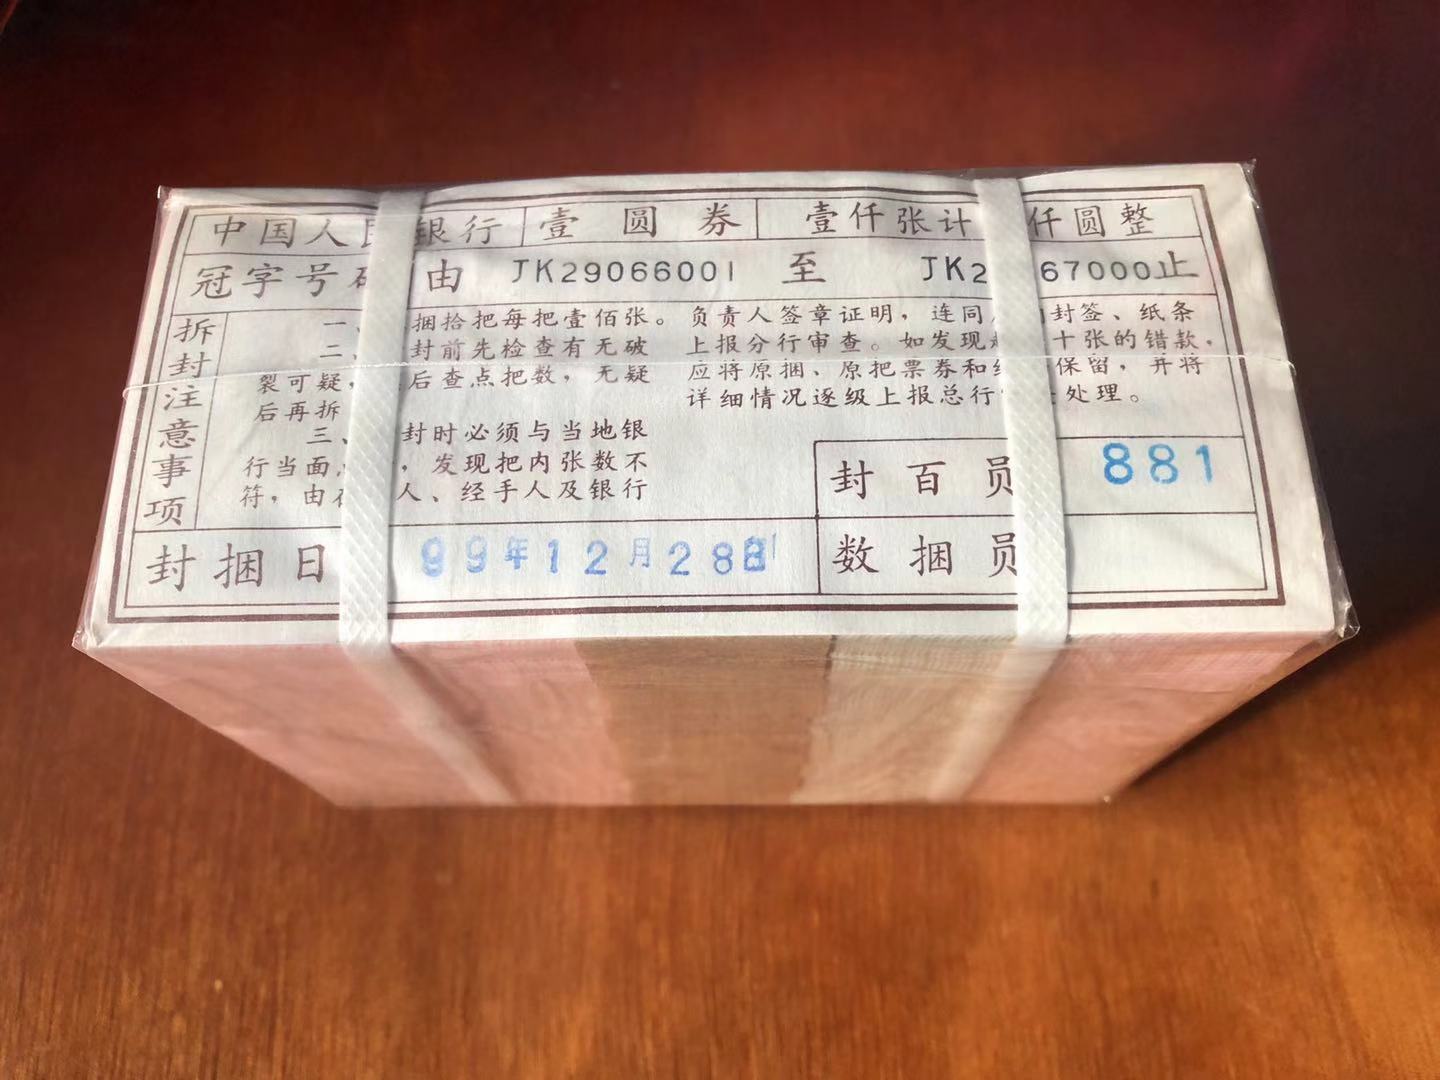 中国人民银行 壹圆券 壹仟张计 仟圆整
冠字号码由 JK29066001 至 JK2 67000止
拆封注意事项
一、 捆拾把每把壹佰张。
二、 封前先检查有无破
裂可疑, 后查点把数，无疑
后再拆
三、 封时必须与当地银
行当面 ，发现把内张数不
符，由 人、经手人及银行
负责人签章证明，连同 封签、纸条
上报分行审查。如发现 十张的错款，
应将原捆、原把票券和 保留，并将
详细情况逐级上报总行 处理。
封百员 881
封捆日 99年12月28日
数捆员